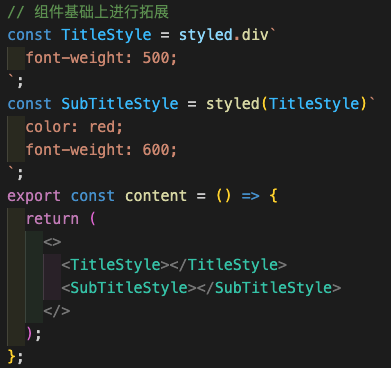 // 组件基础上进行拓展
const TitleStyle = styled.div`
  font-weight: 500;
`;
const SubTitleStyle = styled(TitleStyle)`
  color: red;
  font-weight: 600;
`;
export const content = () => {
  return (
    <>
      <TitleStyle></TitleStyle>
      <SubTitleStyle></SubTitleStyle>
    </>
  );
};